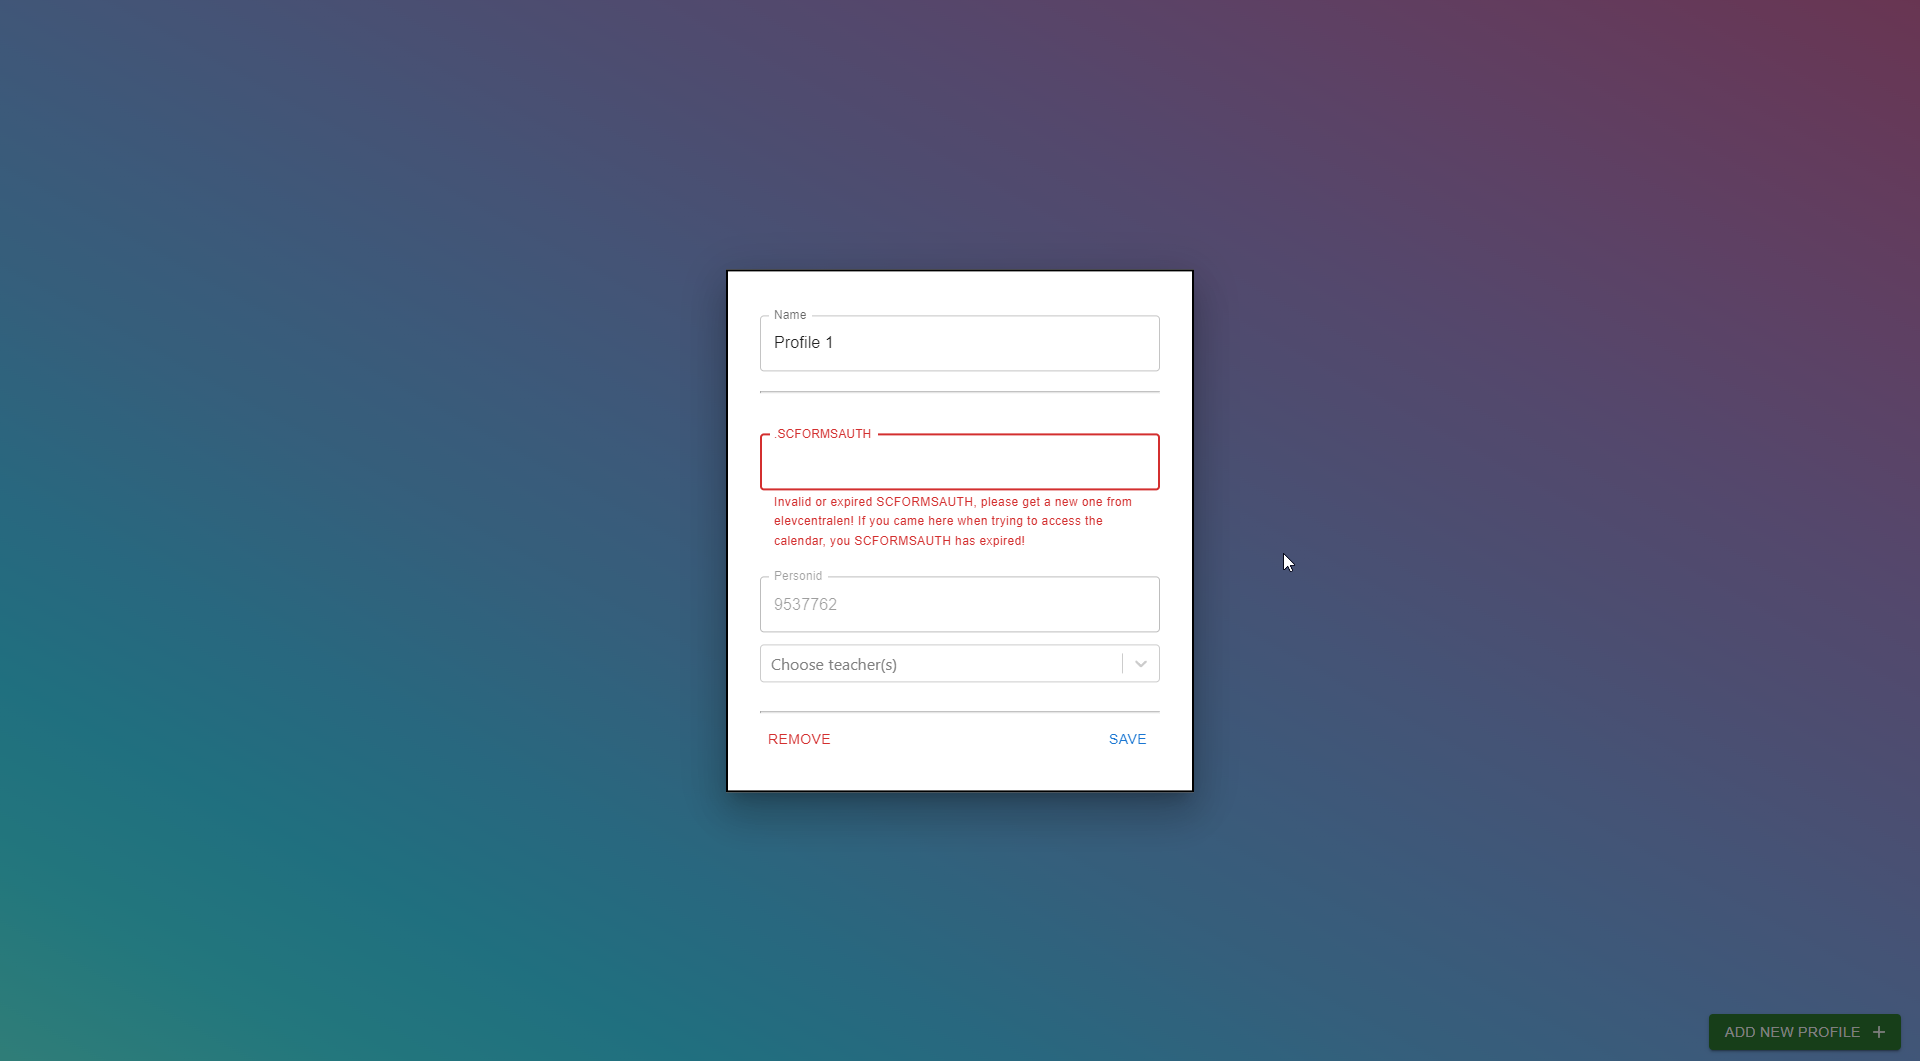 Name
Profile 1
.SCFORMSAUTH
Invalid or expired SCFORMSAUTH, please get a new one from
elevcentralen! If you came here when trying to access the
calendar, you SCFORMSAUTH has expired!
Personid
9537762
Choose teacher(s)
REMOVE
SAVE
ADD NEW PROFILE +